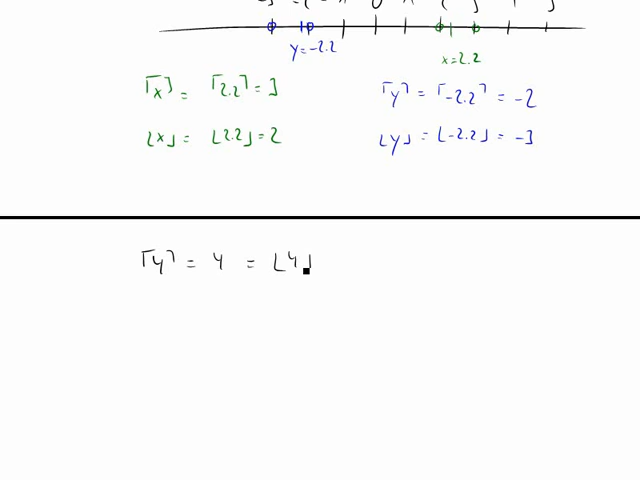 y=-2.2
x=2.2
⌈x⌉ = ⌈2.2⌉ = 3 ⌈y⌉ = ⌈-2.2⌉ = -2
⌊x⌋ = ⌊2.2⌋ = 2 ⌊y⌋ = ⌊-2.2⌋ = -3
⌈4⌉ = 4 = ⌊4⌋